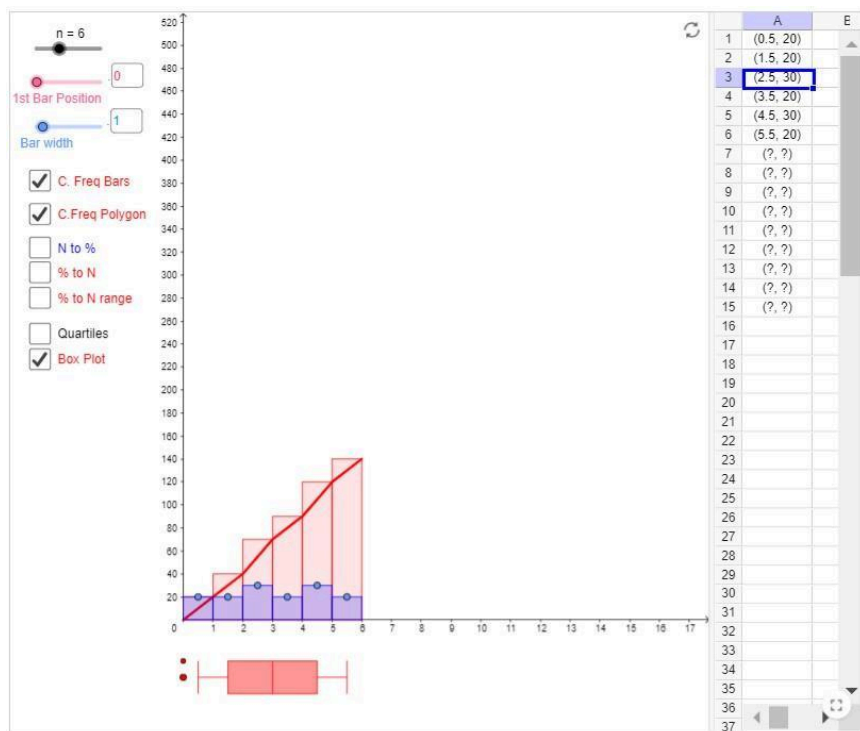 n = 6
0
1st Bar Position
1
Bar width
C. Freq Bars
C.Freq Polygon
N to %
% to N
% to N range
Quartiles
Box Plot
520
500
480
460
440
420
400
380
360
340
320
300
280
260
240
220
200
180
160
140
120
100
80
60
40
20
0 1 2 3 4 5 6 7 8 9 10 11 12 13 14 15 16 17
A E
1 (0.5, 20)
2 (1.5, 20)
3 (2.5, 30)
4 (3.5, 20)
5 (4.5, 30)
6 (5.5, 20)
7 (?, ?)
8 (?, ?)
9 (?, ?)
10 (?, ?)
11 (?, ?)
12 (?, ?)
13 (?, ?)
14 (?, ?)
15 (?, ?)
16
17
18
19
20
21
22
23
24
25
26
27
28
29
30
31
32
33
34
35
36
37